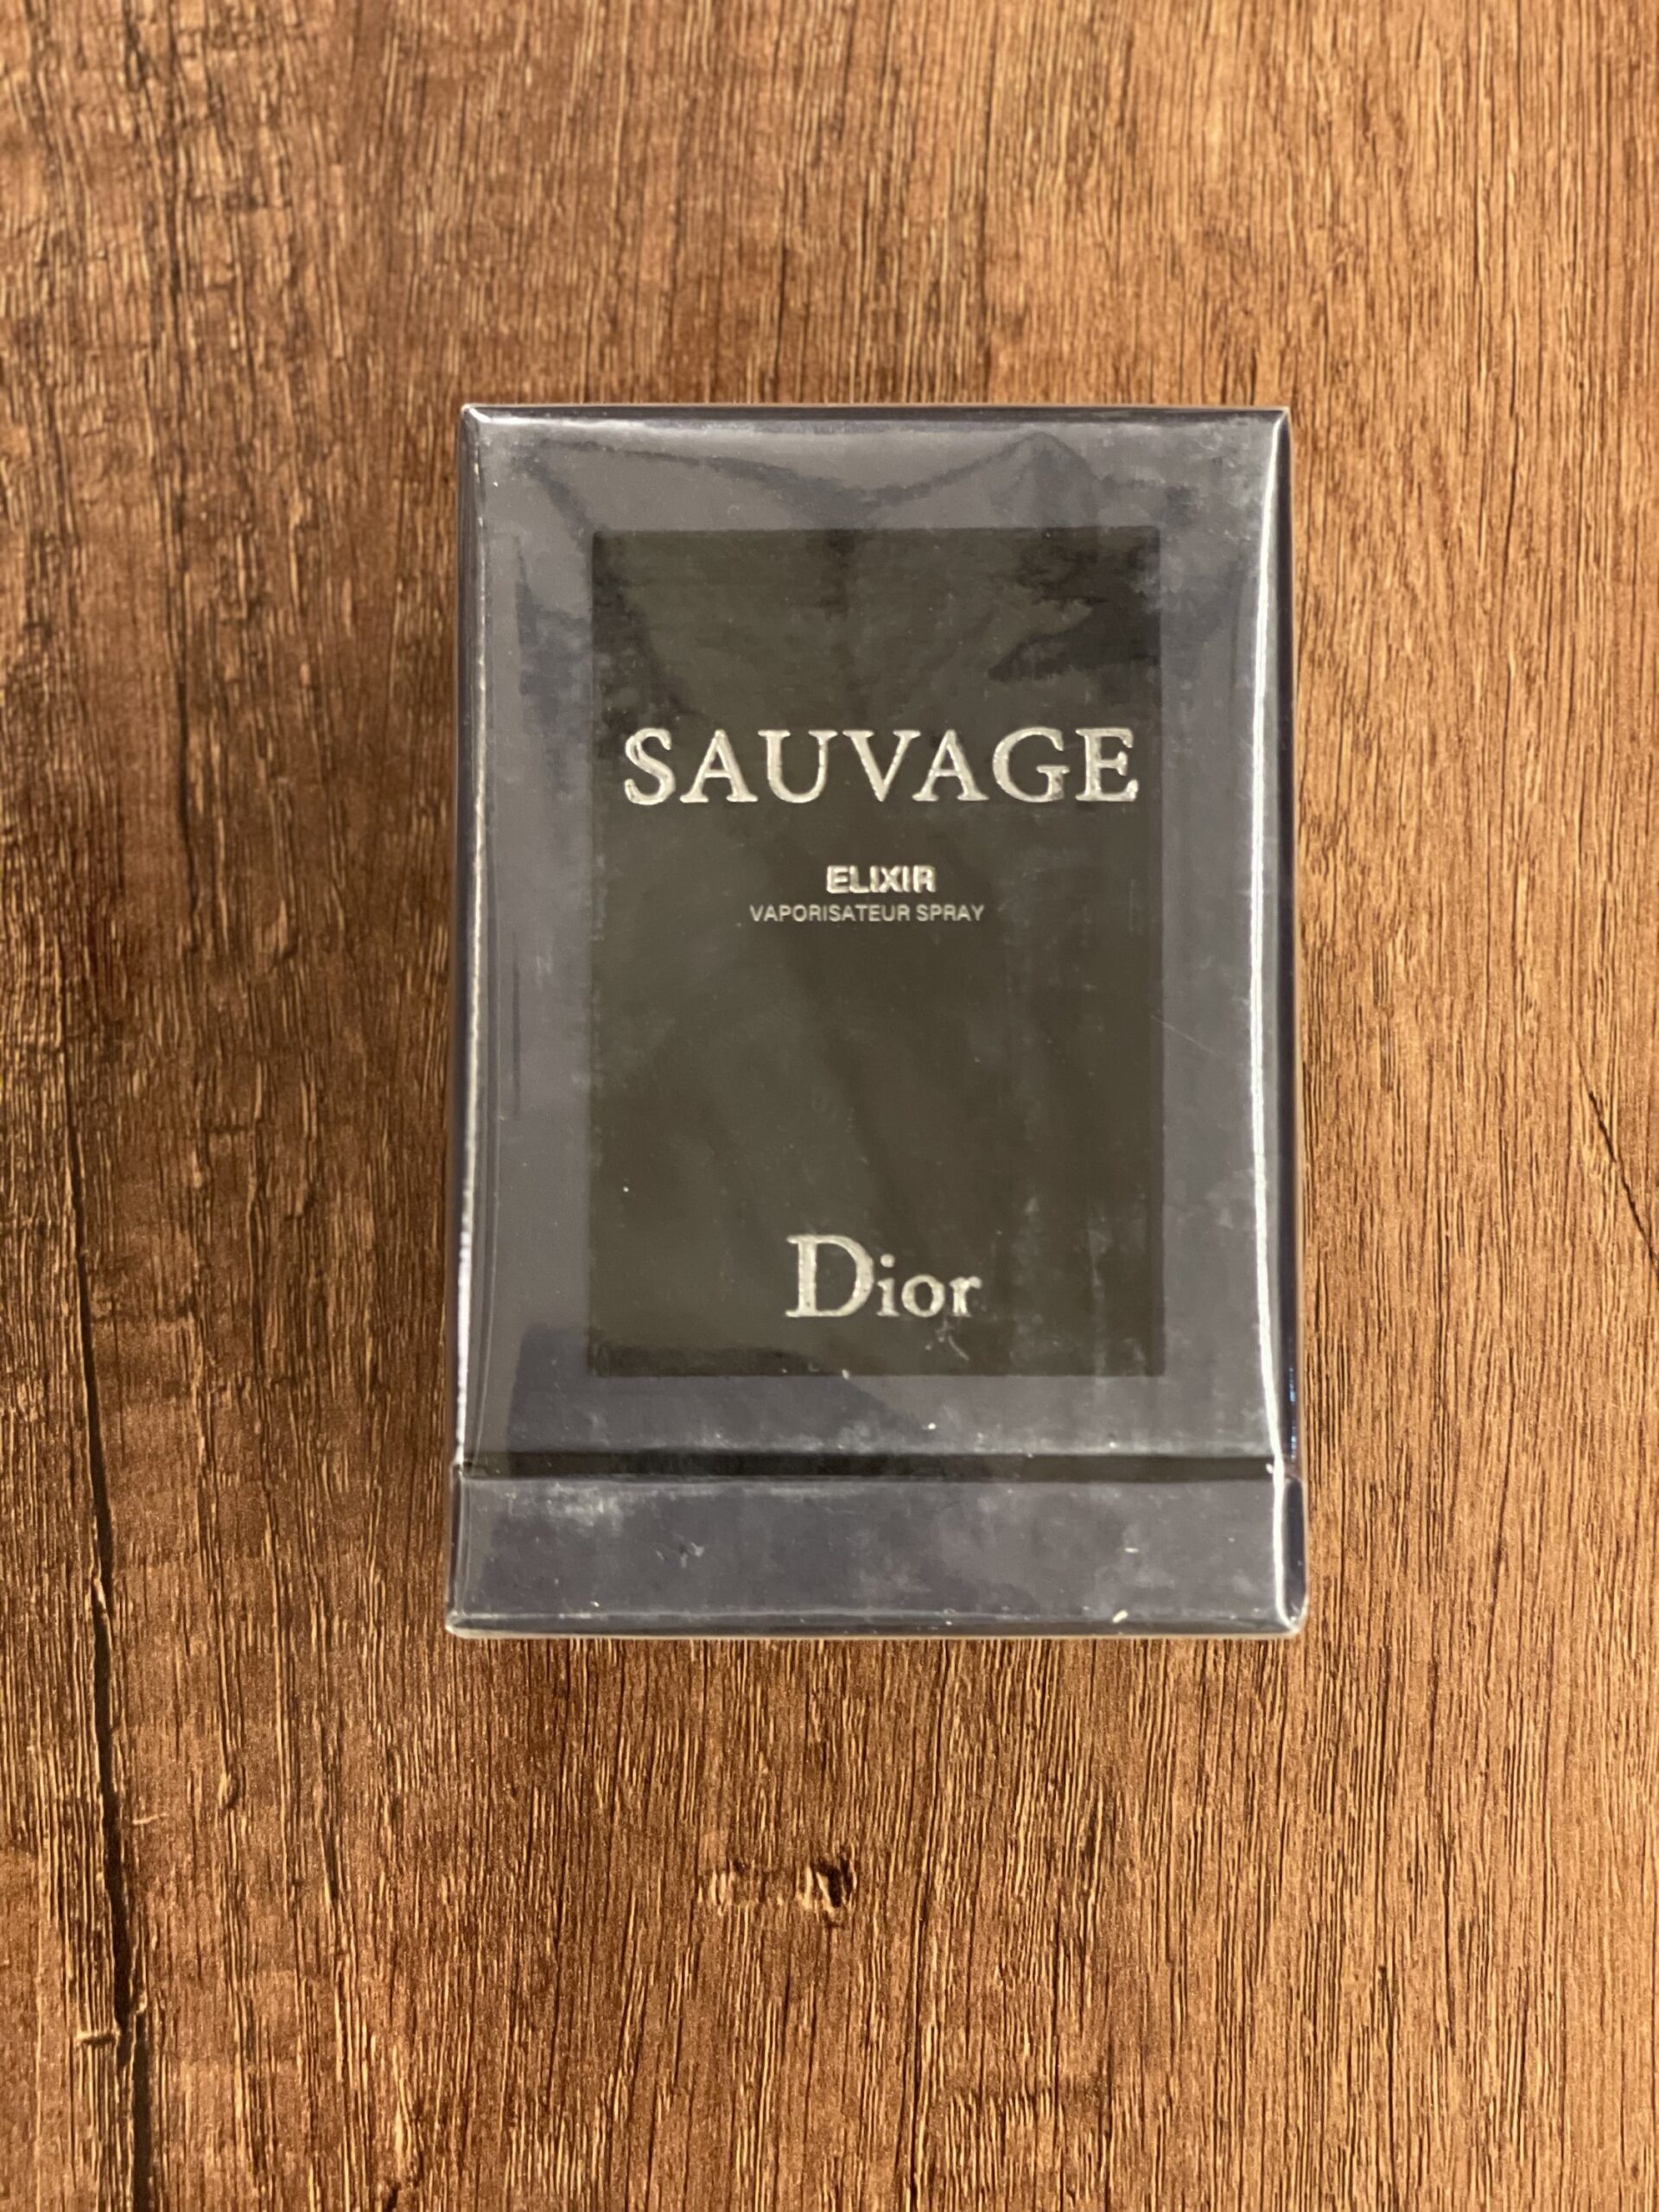 SAUVAGE
ELIXIR
VAPORISATEUR SPRAY
Dior